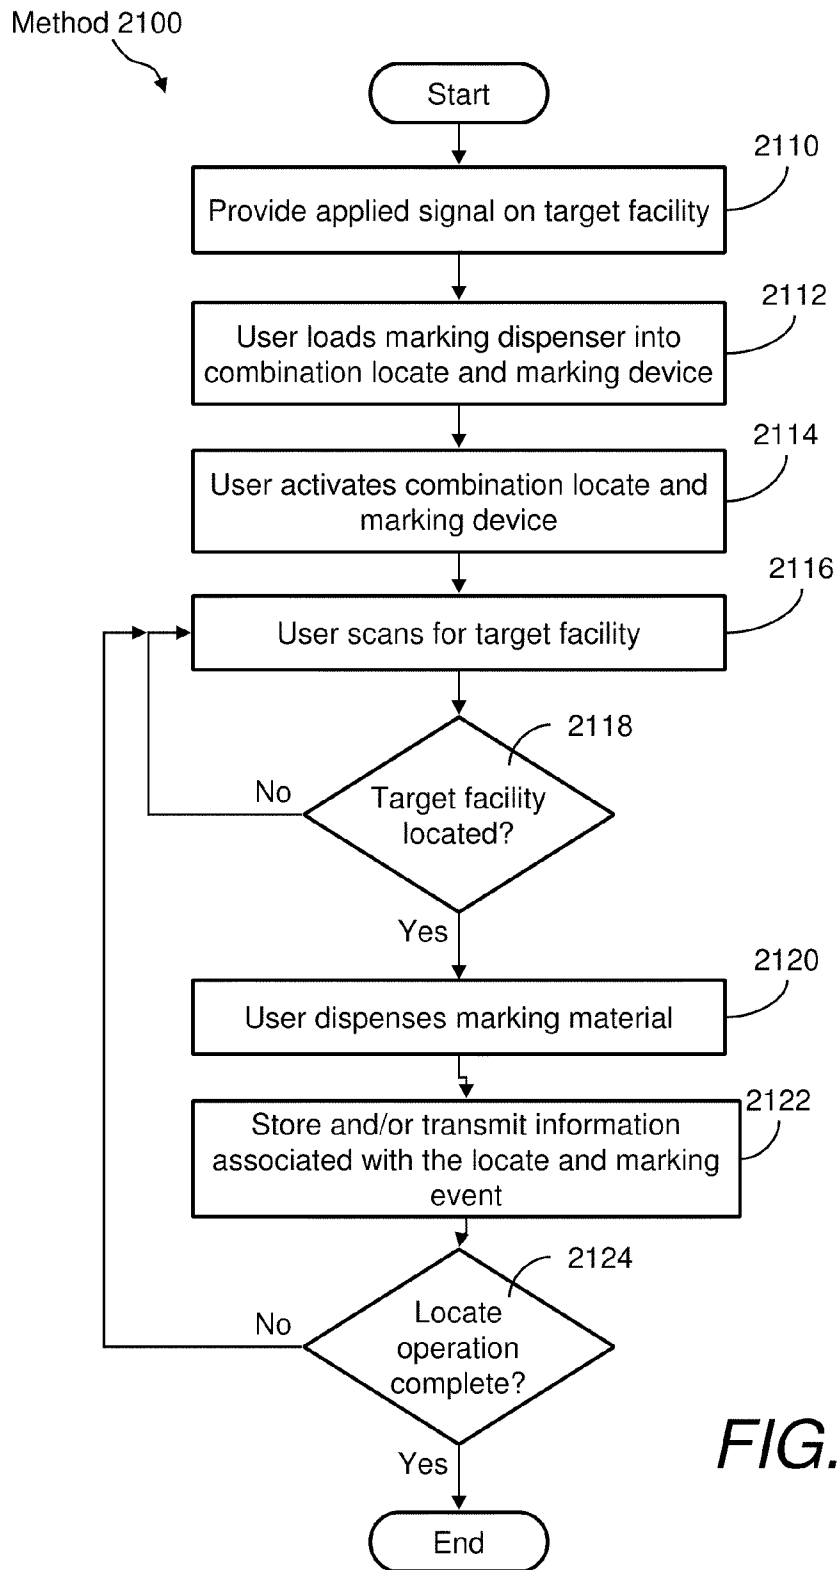 Method 2100
Start
2110
Provide applied signal on target facility
2112
User loads marking dispenser into
combination locate and marking device
2114
User activates combination locate and
marking device
2116
User scans for target facility
2118
No
Target facility
located?
Yes
2120
User dispenses marking material
2122
Store and/or transmit information
associated with the locate and marking
event
2124
No
Locate
operation
complete?
Yes
FIG.
End